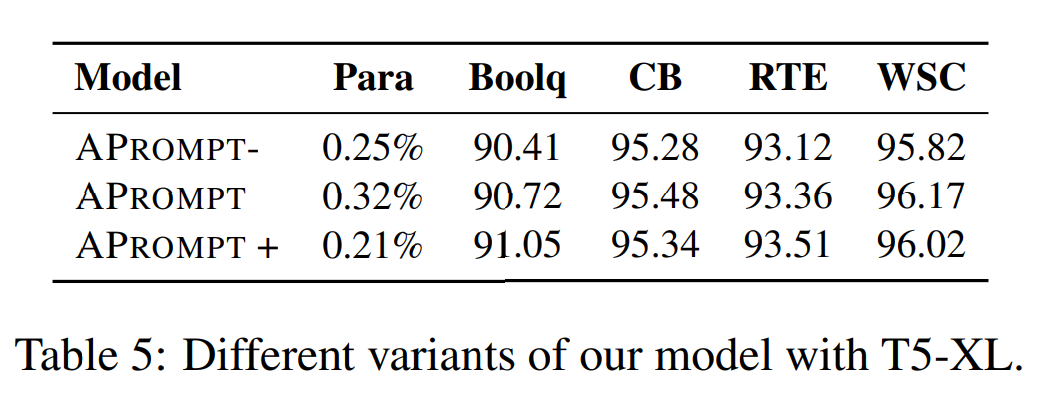 Model Para Boolq CB RTE WSC
APROMPT- 0.25% 90.41 95.28 93.12 95.82
APROMPT 0.32% 90.72 95.48 93.36 96.17
APROMPT + 0.21% 91.05 95.34 93.51 96.02
Table 5: Different variants of our model with T5-XL.